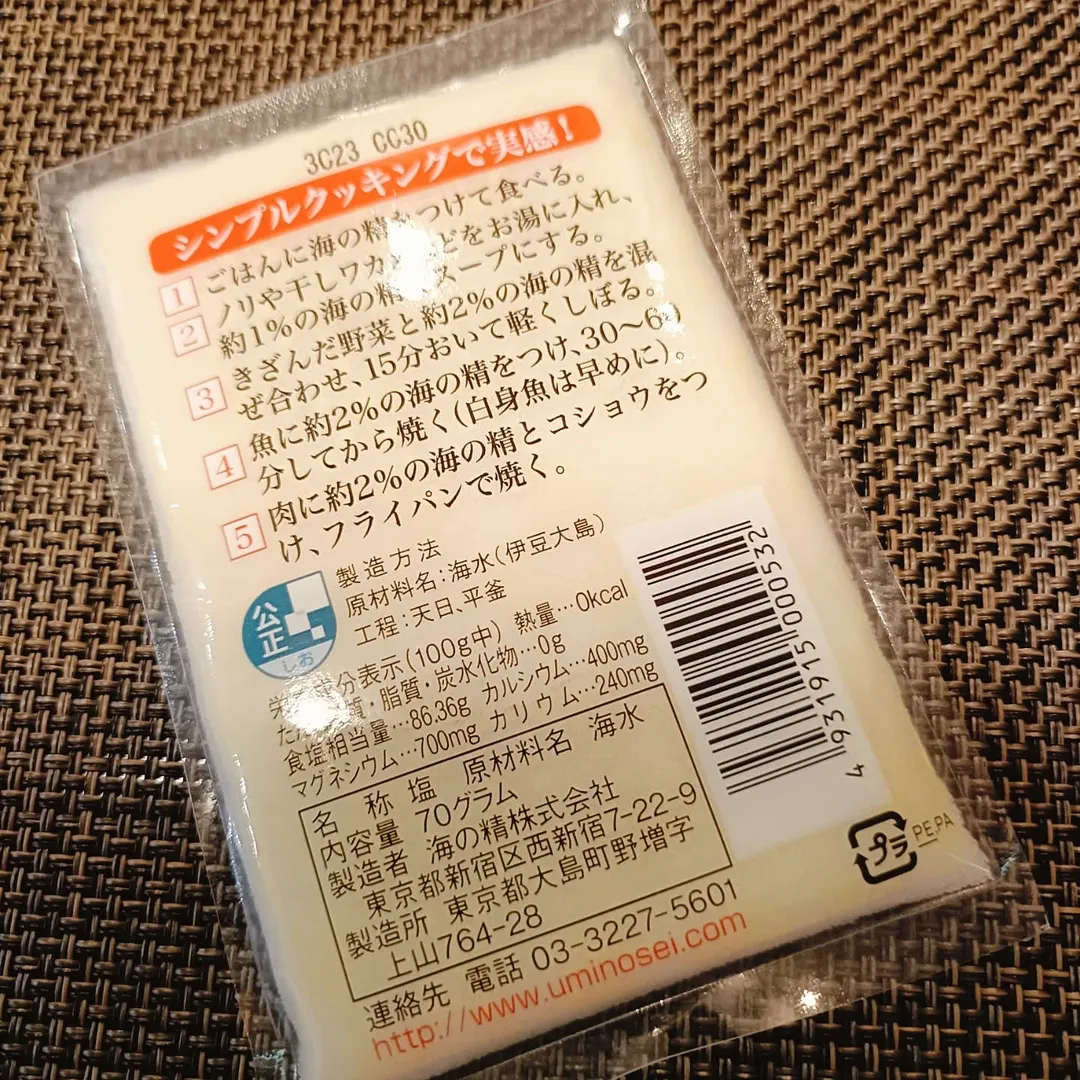 3C23 CC30
シンプルクッキングで実感!
1 ごはんに海の精をつけて食べる。
2 ノリや干しワカ どをお湯に入れ、
約1%の海の精 スープにする。
3 きざんだ野菜と約2%の海の精を混
ぜ合わせ、15分おいて軽くしぼる。
4 魚に約2%の海の精をつけ、30〜6
分してから焼く(白身魚は早めに)。
5 肉に約2%の海の精とコショウをつ
け、フライパンで焼く。
公正
しお
製造方法
原材料名:海水(伊豆大島)
工程:天日、平釜
分表示(100g中) 熱量…0kcal
質・脂質・炭水化物…0g
食塩相当量…86.36g カルシウム…400mg
マグネシウム…700mg カリウム…240mg
名称 塩 原材料名 海水
内容量 70グラム
製造者 海の精株式会社
東京都新宿区西新宿7-22-9
製造所 東京都大島町野増字
上山764-28
連絡先 電話 03-3227-5601
http://www.uminosei.com
4 931915 000532
プラ
PE,PA